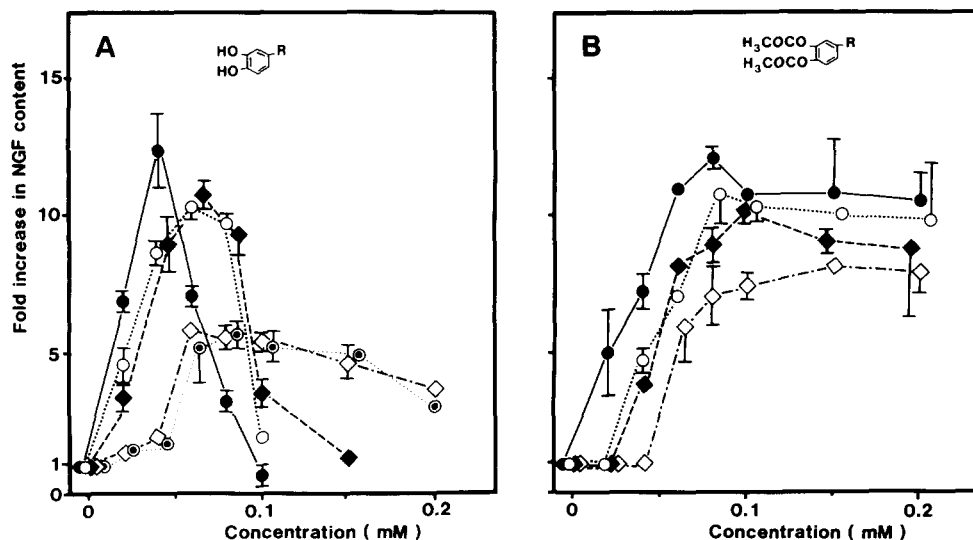 A
HO
R
HO
B
H3COCO
R
H3COCO
Fold increase in NGF content
15
10
5
1
0
0
0.1
0.2
Concentration ( mM )
0
0.1
0.2
Concentration ( mM )